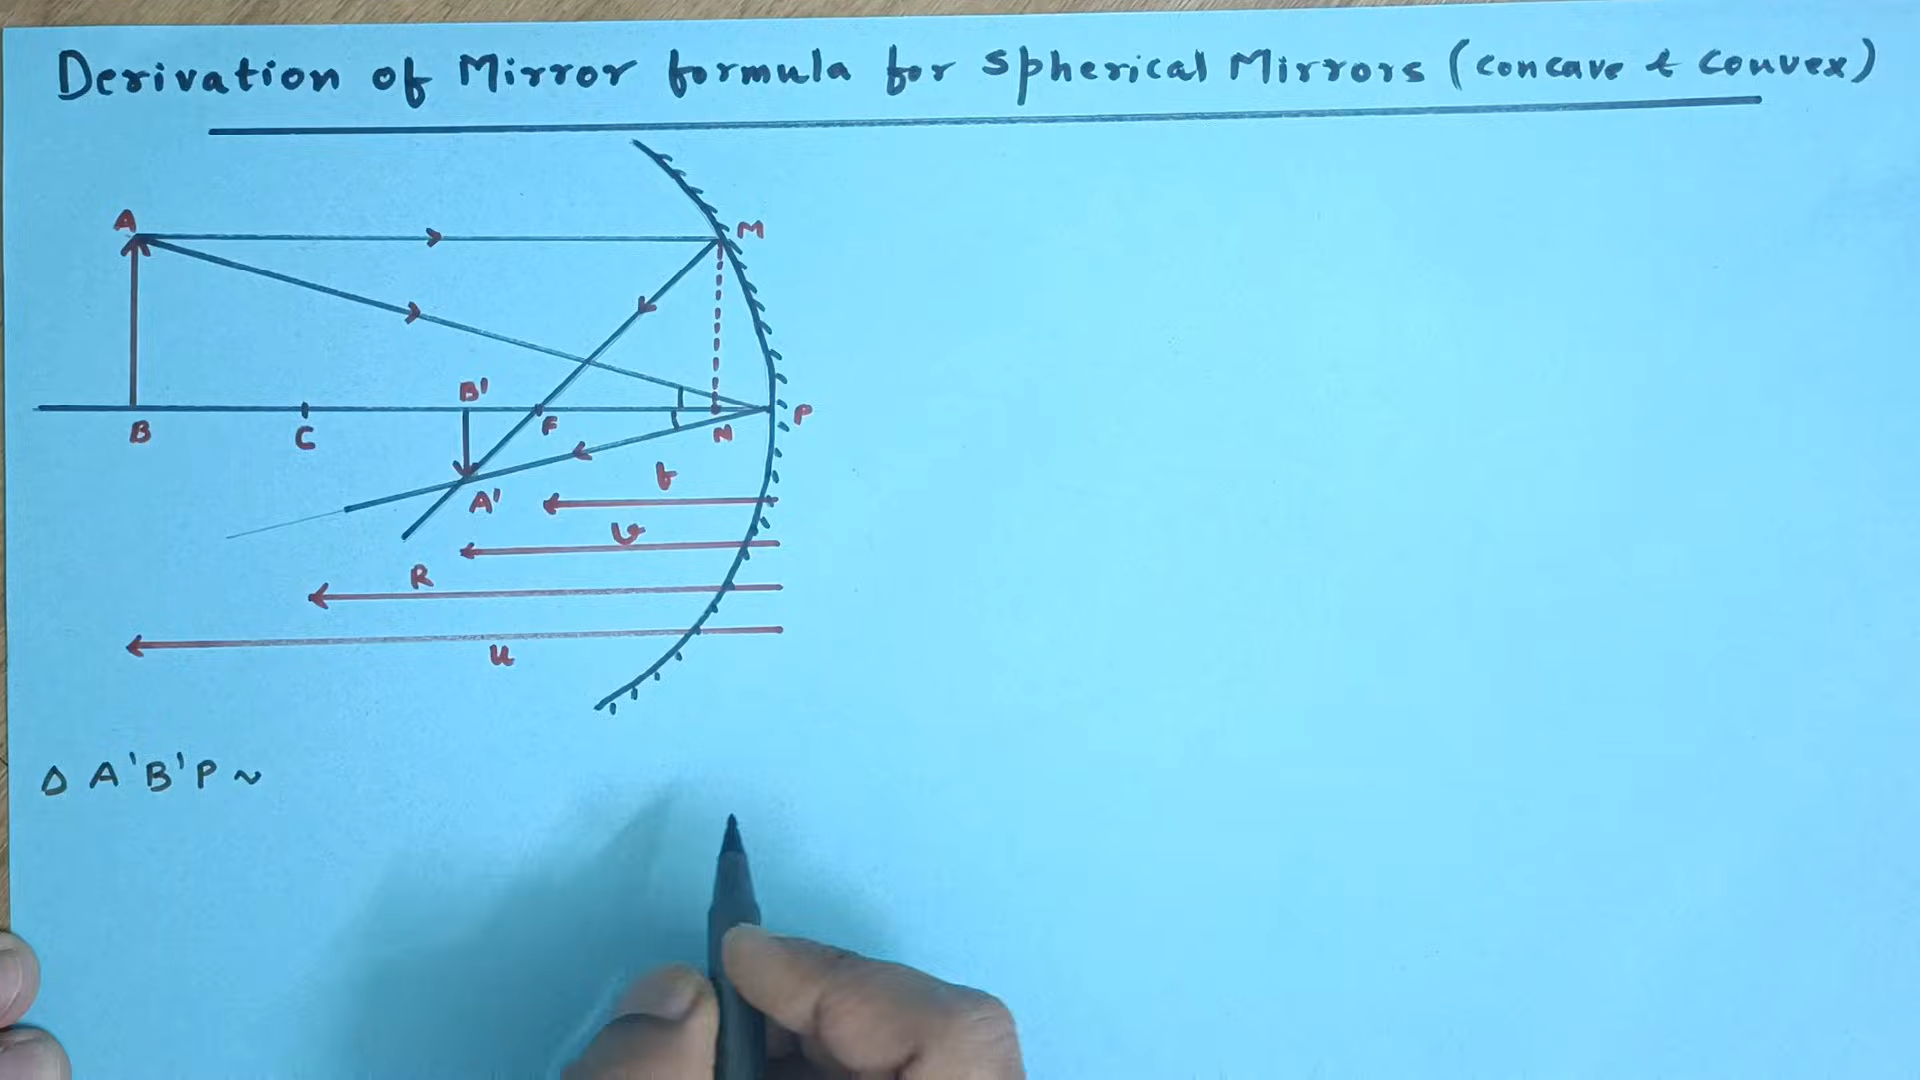 Derivation of Mirror formula for Spherical Mirrors (concave & convex)
A
M
B'
B
C
F
N
P
A'
f
v
R
u
Δ A'B'P ~